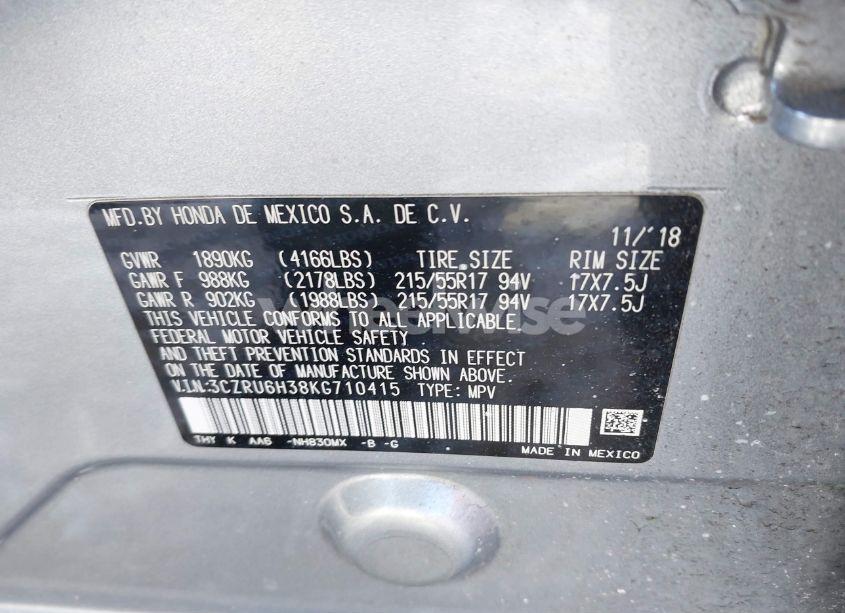 MFD.BY HONDA DE MEXICO S.A. DE C.V.
11/'18
GVWR 1890KG (4166LBS) TIRE SIZE RIM SIZE
GAWR F 988KG (2178LBS) 215/55R17 94V 17X7.5J
GAWR R 902KG (1988LBS) 215/55R17 94V 17X7.5J
THIS VEHICLE CONFORMS TO ALL APPLICABLE
FEDERAL MOTOR VEHICLE SAFETY
AND THEFT PREVENTION STANDARDS IN EFFECT
ON THE DATE OF MANUFACTURE SHOWN ABOVE.
V.I.N:3CZRU6H38KG710415 TYPE: MPV
THY K AA6 -NH830MX -B -G
MADE IN MEXICO